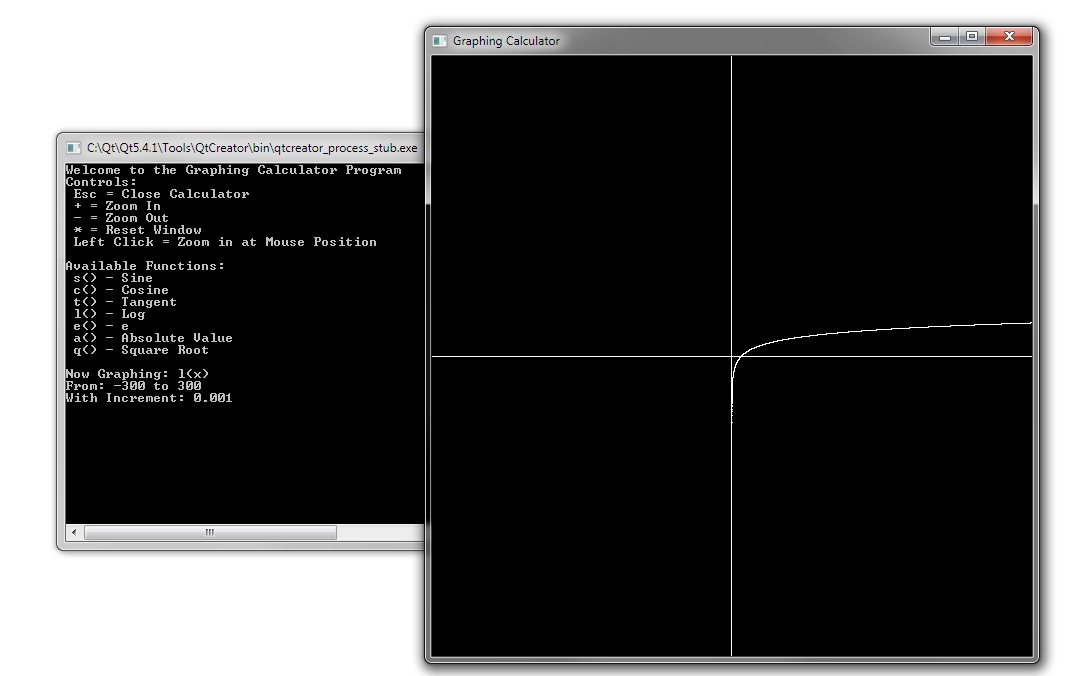 Graphing Calculator
C:\Qt\Qt5.4.1\Tools\QtCreator\bin\qtcreator_process_stub.exe
Welcome to the Graphing Calculator Program
Controls:
Esc = Close Calculator
+ = Zoom In
- = Zoom Out
* = Reset Window
Left Click = Zoom in at Mouse Position
Available Functions:
s() - Sine
c() - Cosine
t() - Tangent
l() - Log
e() - e
a() - Absolute Value
q() - Square Root
Now Graphing: l(x)
From: -300 to 300
With Increment: 0.001